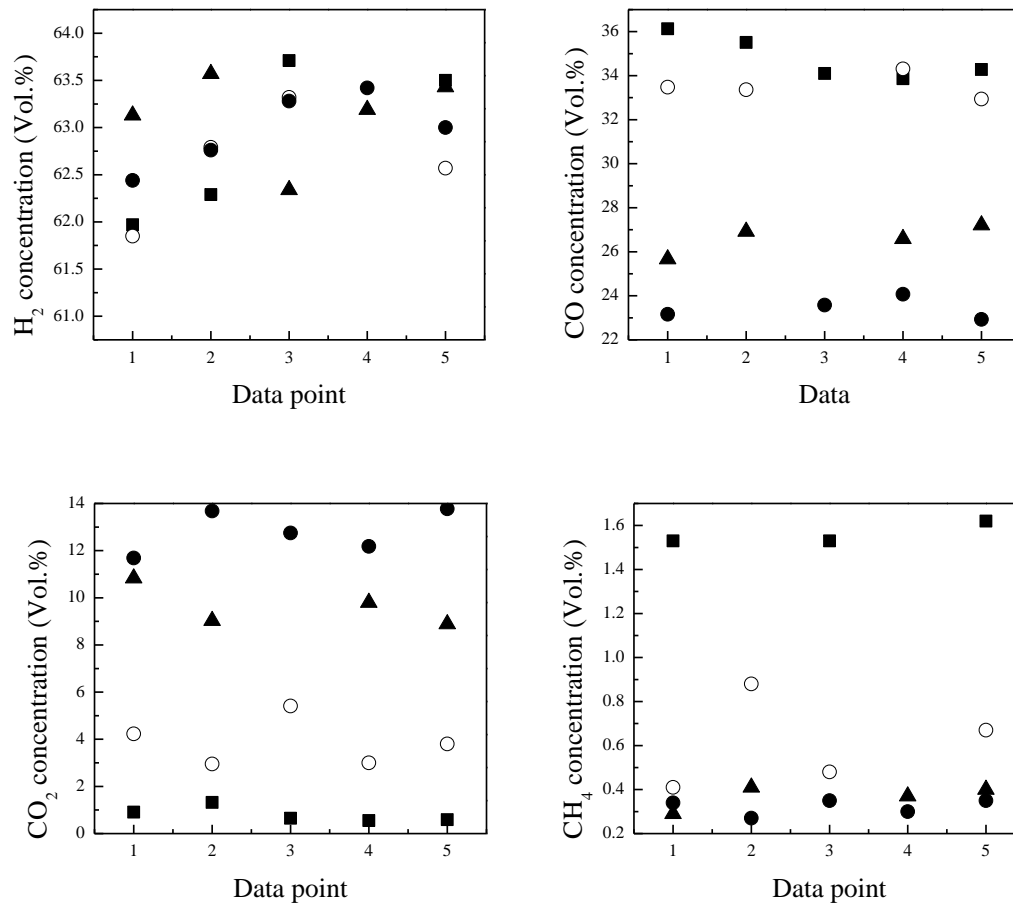 H2 concentration (Vol.%)
64.0
63.5
63.0
62.5
62.0
61.5
61.0
1 2 3 4 5
Data point
CO concentration (Vol.%)
36
34
32
30
28
26
24
22
1 2 3 4 5
Data
CO2 concentration (Vol.%)
14
12
10
8
6
4
2
0
1 2 3 4 5
Data point
CH4 concentration (Vol.%)
1.6
1.4
1.2
1.0
0.8
0.6
0.4
0.2
1 2 3 4 5
Data point